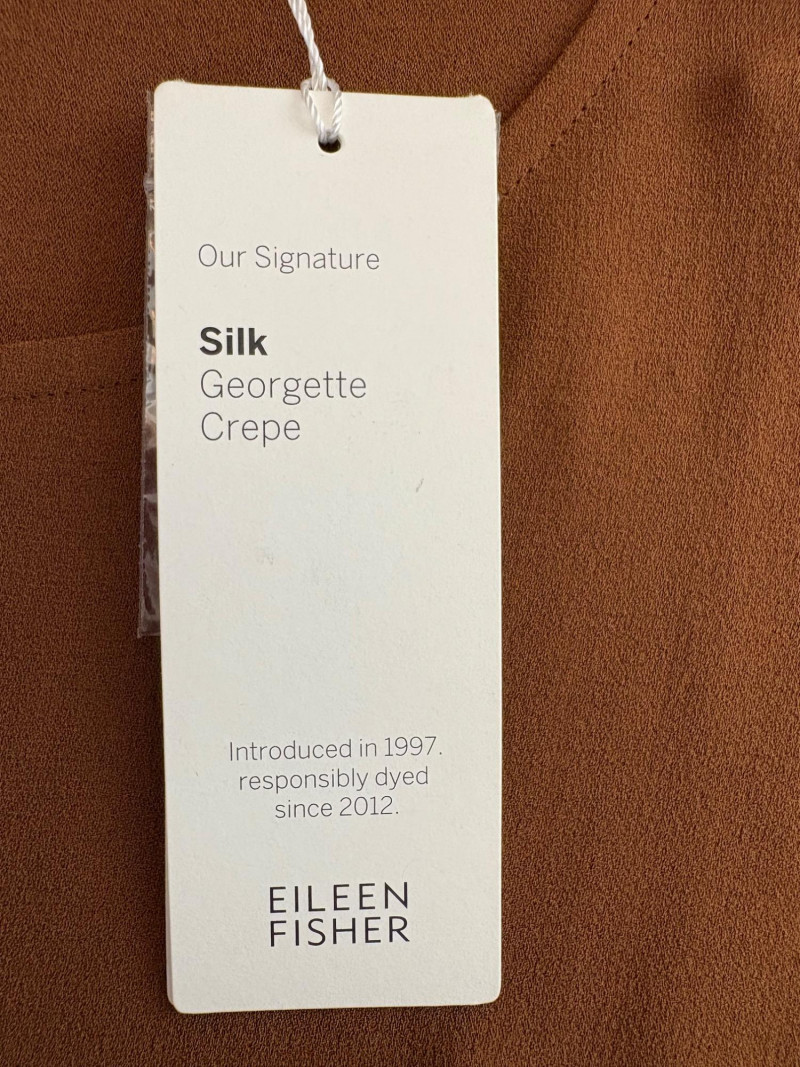 Our Signature
Silk
Georgette
Crepe
Introduced in 1997.
responsibly dyed
since 2012.
EILEEN
FISHER